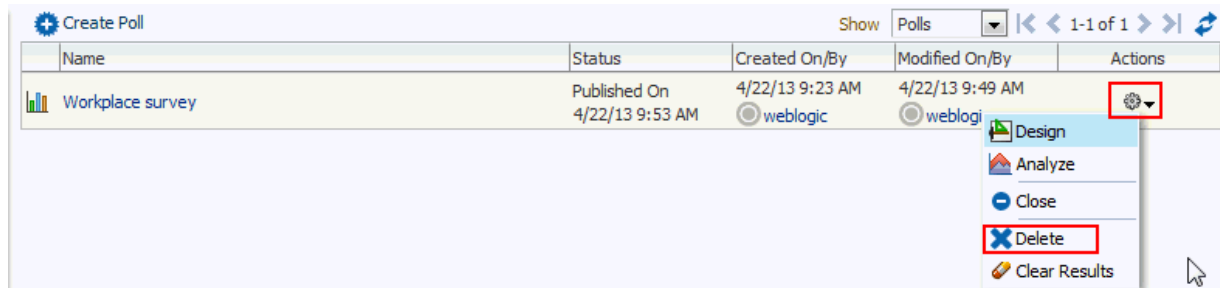 Create Poll Show Polls 1-1 of 1
Name Status Created On/By Modified On/By Actions
Workplace survey Published On 4/22/13 9:23 AM 4/22/13 9:49 AM
4/22/13 9:53 AM weblogic weblogi
Design
Analyze
Close
Delete
Clear Results